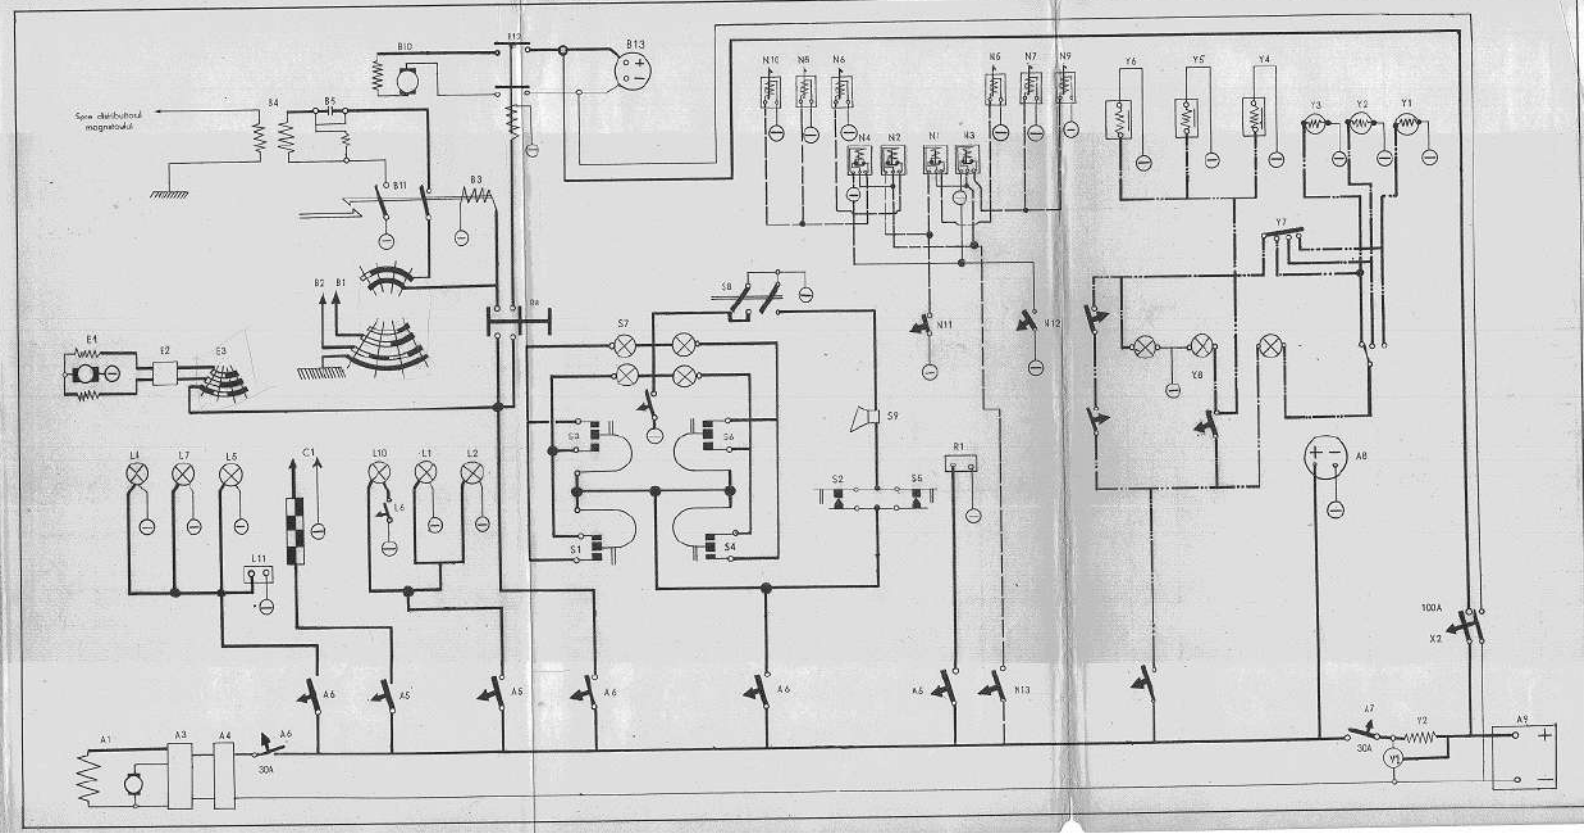 B10
B13
B4
B5
Spre distribuitorul
magnetoului
B11
B3
N10
N8
N6
N6
N7
N9
Y6
Y5
Y4
Y3
Y2
Y1
N4
N2
N1
N3
Y7
B2
B1
S8
N11
N12
E1
E2
E3
S7
Y8
S3
S6
S9
L4
L7
L5
C1
L10
L1
L2
R1
A8
L6
S2
S5
S1
S4
L11
100A
X2
A6
A5
A5
A6
A6
A5
N13
A1
A3
A4
A6
30A
A7
30A
Y2
A9